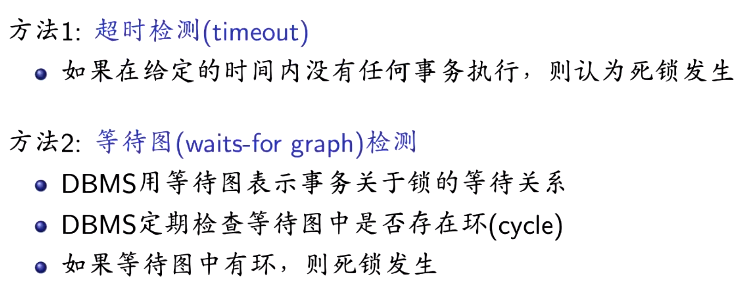 方法1: 超时检测(timeout)
如果在给定的时间内没有任何事务执行，则认为死锁发生
方法2: 等待图(waits-for graph)检测
DBMS用等待图表示事务关于锁的等待关系
DBMS定期检查等待图中是否存在环(cycle)
如果等待图中有环，则死锁发生